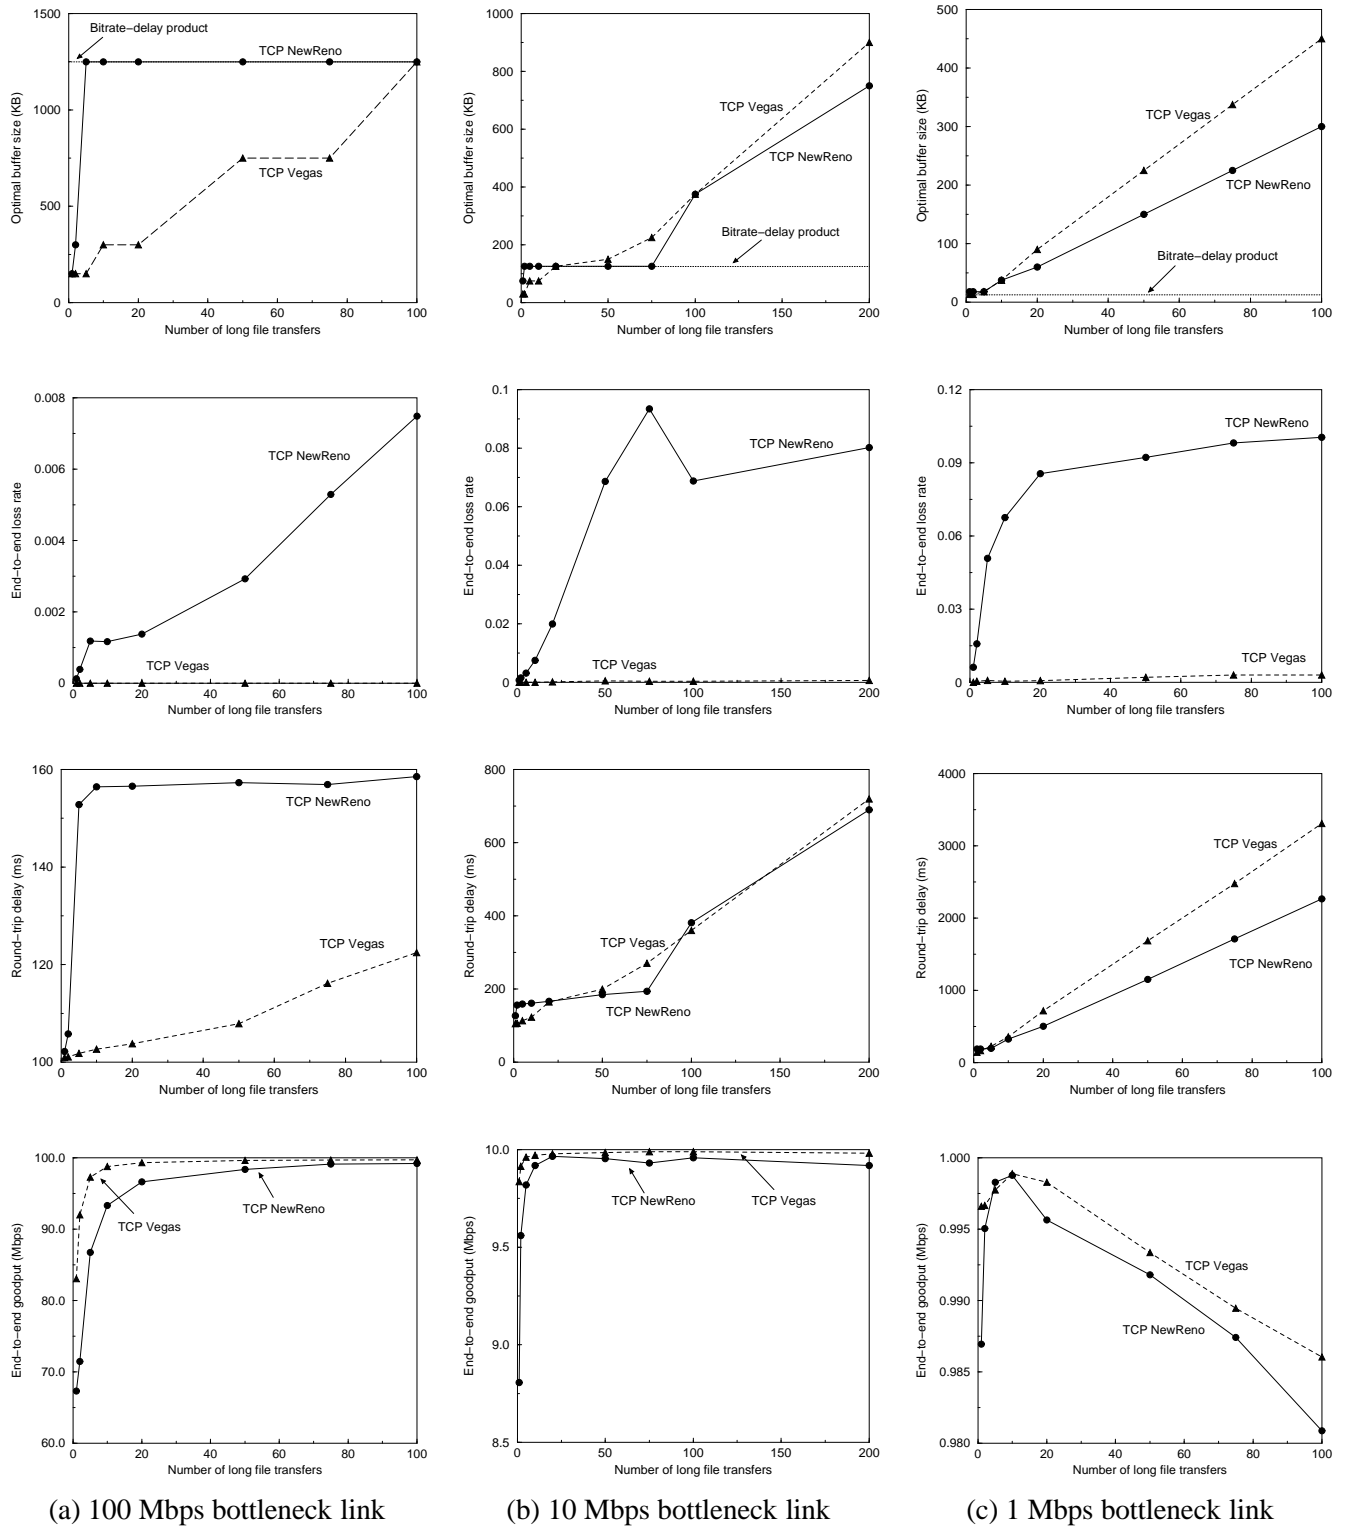 1500
1000
500
0
0
20
40
60
80
100
Number of long file transfers
Optimal buffer size (KB)
Bitrate−delay product
TCP NewReno
TCP Vegas
1000
800
600
400
200
0
0
50
100
150
200
Number of long file transfers
Optimal buffer size (KB)
TCP Vegas
TCP NewReno
Bitrate−delay product
500
450
400
350
300
250
200
150
100
50
0
0
20
40
60
80
100
Number of long file transfers
Optimal buffer size (KB)
TCP Vegas
TCP NewReno
Bitrate−delay product
0.008
0.006
0.004
0.002
0
0
20
40
60
80
100
Number of long file transfers
End−to−end loss rate
TCP NewReno
TCP Vegas
0.1
0.08
0.06
0.04
0.02
0
0
50
100
150
200
Number of long file transfers
End−to−end loss rate
TCP NewReno
TCP Vegas
0.12
0.09
0.06
0.03
0
0
20
40
60
80
100
Number of long file transfers
End−to−end loss rate
TCP NewReno
TCP Vegas
160
140
120
100
0
20
40
60
80
100
Number of long file transfers
Round−trip delay (ms)
TCP NewReno
TCP Vegas
800
600
400
200
0
0
50
100
150
200
Number of long file transfers
Round−trip delay (ms)
TCP Vegas
TCP NewReno
4000
3000
2000
1000
0
0
20
40
60
80
100
Number of long file transfers
Round−trip delay (ms)
TCP Vegas
TCP NewReno
100.0
90.0
80.0
70.0
60.0
0
20
40
60
80
100
Number of long file transfers
End−to−end goodput (Mbps)
TCP Vegas
TCP NewReno
10.0
9.5
9.0
8.5
0
50
100
150
200
Number of long file transfers
End−to−end goodput (Mbps)
TCP NewReno
TCP Vegas
1.000
0.995
0.990
0.985
0.980
0
20
40
60
80
100
Number of long file transfers
End−to−end goodput (Mbps)
TCP Vegas
TCP NewReno
(a) 100 Mbps bottleneck link
(b) 10 Mbps bottleneck link
(c) 1 Mbps bottleneck link